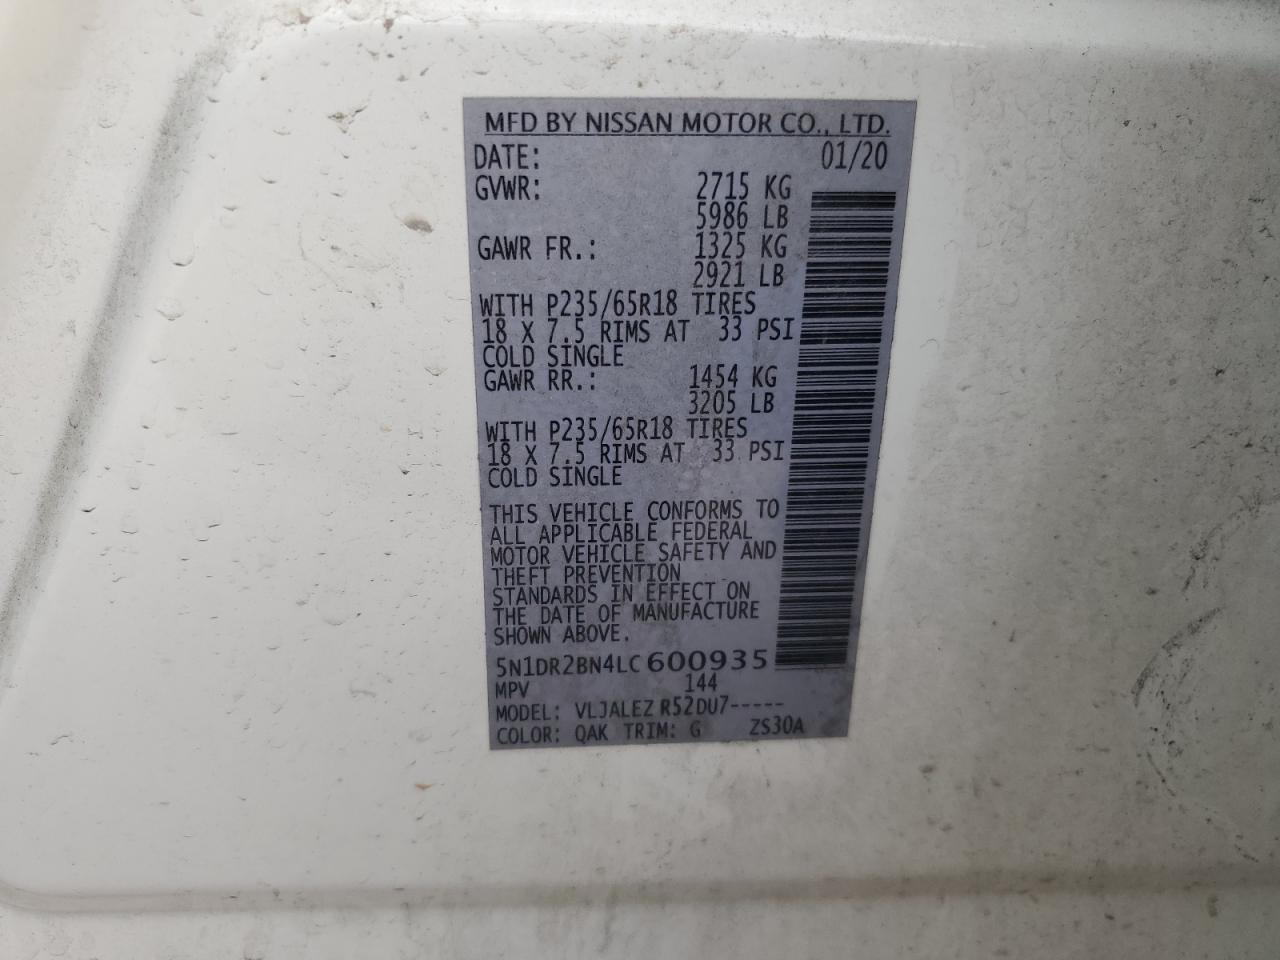 MFD BY NISSAN MOTOR CO., LTD.
DATE: 01/20
GVWR: 2715 KG
5986 LB
GAWR FR.: 1325 KG
2921 LB
WITH P235/65R18 TIRES
18 X 7.5 RIMS AT 33 PSI
COLD SINGLE
GAWR RR.: 1454 KG
3205 LB
WITH P235/65R18 TIRES
18 X 7.5 RIMS AT 33 PSI
COLD SINGLE
THIS VEHICLE CONFORMS TO
ALL APPLICABLE FEDERAL
MOTOR VEHICLE SAFETY AND
THEFT PREVENTION
STANDARDS IN EFFECT ON
THE DATE OF MANUFACTURE
SHOWN ABOVE.
5N1DR2BN4LC600935
MPV 144
MODEL: VLJALEZ R52DU7-----
COLOR: QAK TRIM: G ZS30A